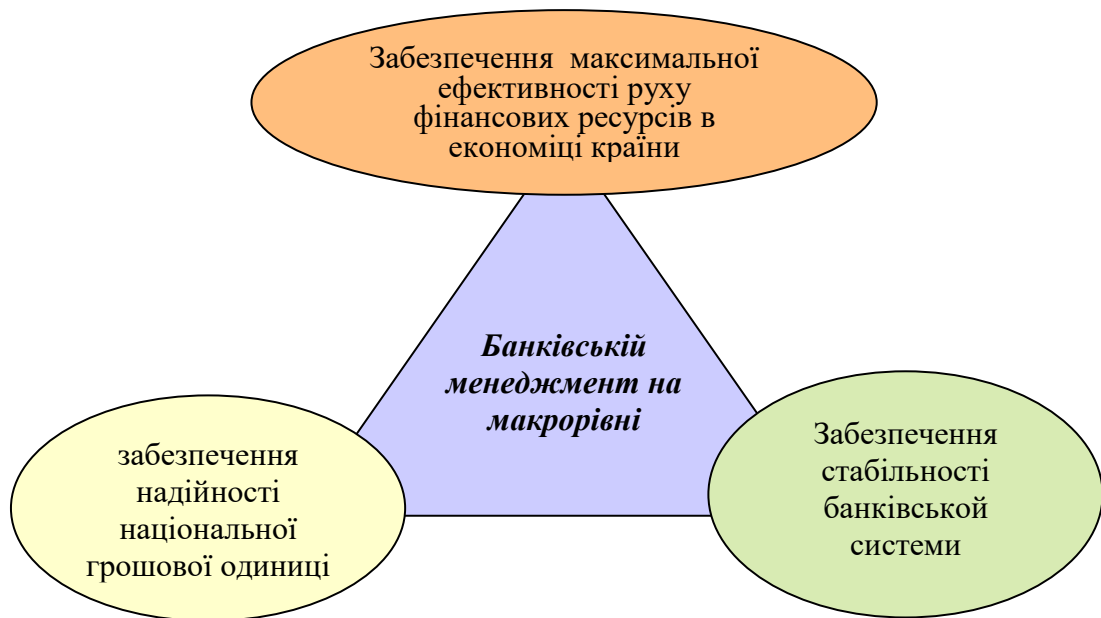 Забезпечення максимальної
ефективності руху
фінансових ресурсів в
економіці країни
Банківській
менеджмент на
макрорівні
забезпечення
надійності
національної
грошової одиниці
Забезпечення
стабільності
банківської
системи